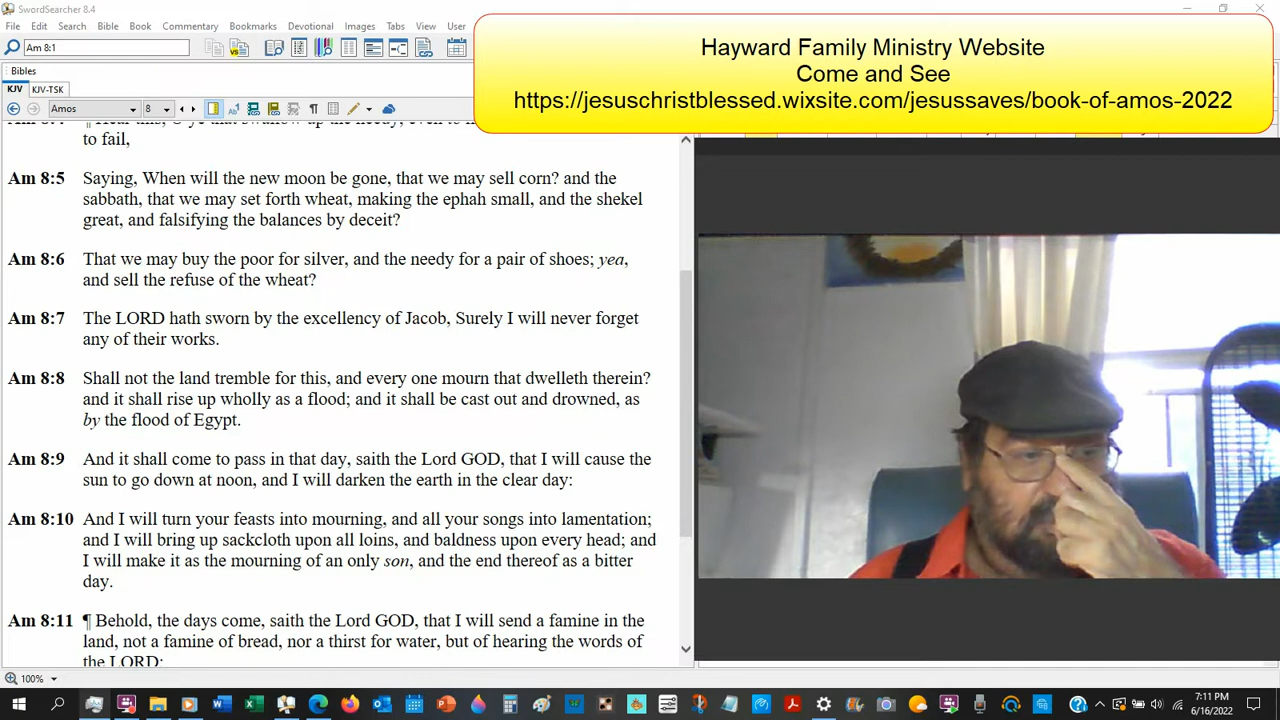 SwordSearcher 8.4
File Edit Search Bible Book Commentary Bookmarks Devotional Images Tabs View User
Am 8:1
Bibles
KJV KJV-TSK
Amos 8
Hayward Family Ministry Website
Come and See
https://jesuschristblessed.wixsite.com/jesussaves/book-of-amos-2022
to fail,
Am 8:5 Saying, When will the new moon be gone, that we may sell corn? and the
sabbath, that we may set forth wheat, making the ephah small, and the shekel
great, and falsifying the balances by deceit?
Am 8:6 That we may buy the poor for silver, and the needy for a pair of shoes; yea,
and sell the refuse of the wheat?
Am 8:7 The LORD hath sworn by the excellency of Jacob, Surely I will never forget
any of their works.
Am 8:8 Shall not the land tremble for this, and every one mourn that dwelleth therein?
and it shall rise up wholly as a flood; and it shall be cast out and drowned, as
by the flood of Egypt.
Am 8:9 And it shall come to pass in that day, saith the Lord GOD, that I will cause the
sun to go down at noon, and I will darken the earth in the clear day:
Am 8:10 And I will turn your feasts into mourning, and all your songs into lamentation;
and I will bring up sackcloth upon all loins, and baldness upon every head; and
I will make it as the mourning of an only son, and the end thereof as a bitter
day.
Am 8:11 ¶ Behold, the days come, saith the Lord GOD, that I will send a famine in the
land, not a famine of bread, nor a thirst for water, but of hearing the words of
the LORD:
100%
7:11 PM
6/16/2022